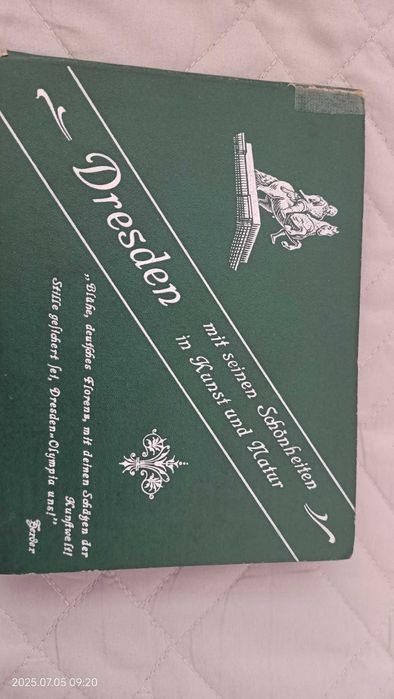 Dresden
mit seinen Schönheiten
in Kunst und Natur
„Blühe, deutsches Florenz, mit deinen Schätzen der
Kunstwelt!
Stille gesichert sei, Dresden-Olympia uns!"
Herder
2025.07.05 09:20